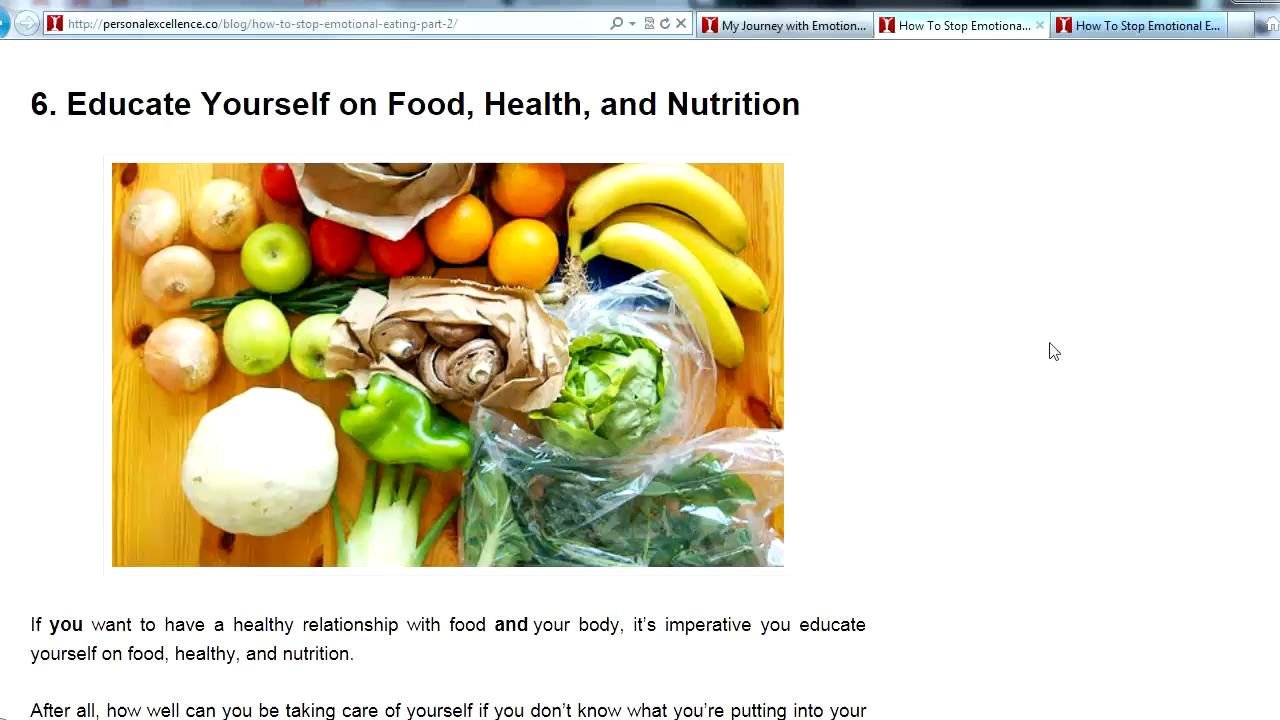 http://personalexcellence.co/blog/how-to-stop-emotional-eating-part-2/
My Journey with Emotion...
How To Stop Emotiona...
How To Stop Emotional E...
6. Educate Yourself on Food, Health, and Nutrition
If you want to have a healthy relationship with food and your body, it's imperative you educate
yourself on food, healthy, and nutrition.
After all, how well can you be taking care of yourself if you don't know what you're putting into your